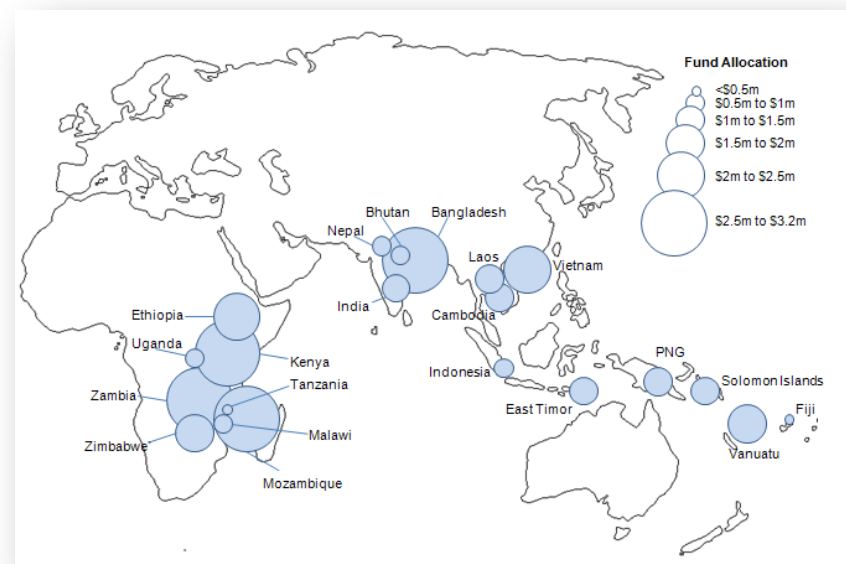 Fund Allocation
<$0.5m
$0.5m to $1m
$1m to $1.5m
$1.5m to $2m
$2m to $2.5m
$2.5m to $3.2m
Bhutan
Bangladesh
Nepal
Laos
Vietnam
India
Cambodia
Ethiopia
Uganda
Kenya
Indonesia
PNG
Solomon Islands
Tanzania
Zambia
East Timor
Fiji
Malawi
Zimbabwe
Vanuatu
Mozambique